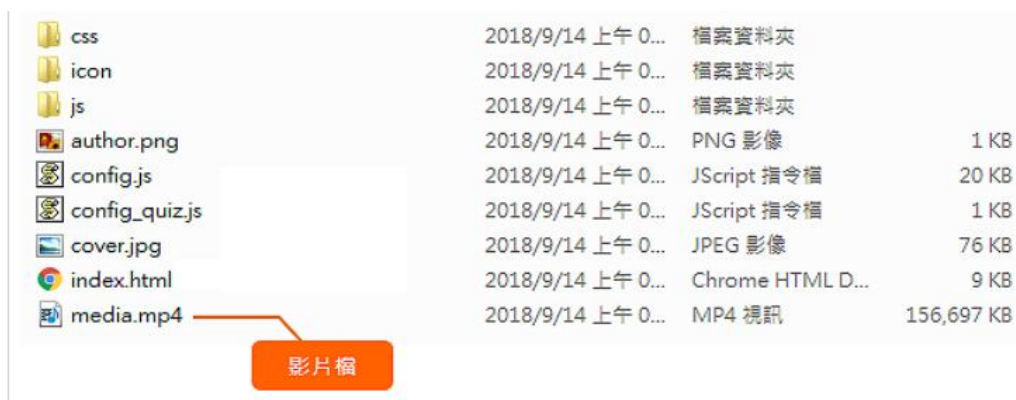 css 2018/9/14 上午 0... 檔案資料夾
icon 2018/9/14 上午 0... 檔案資料夾
js 2018/9/14 上午 0... 檔案資料夾
author.png 2018/9/14 上午 0... PNG 影像 1 KB
config.js 2018/9/14 上午 0... JScript 指令檔 20 KB
config_quiz.js 2018/9/14 上午 0... JScript 指令檔 1 KB
cover.jpg 2018/9/14 上午 0... JPEG 影像 76 KB
index.html 2018/9/14 上午 0... Chrome HTML D... 9 KB
media.mp4 2018/9/14 上午 0... MP4 視訊 156,697 KB
影片檔